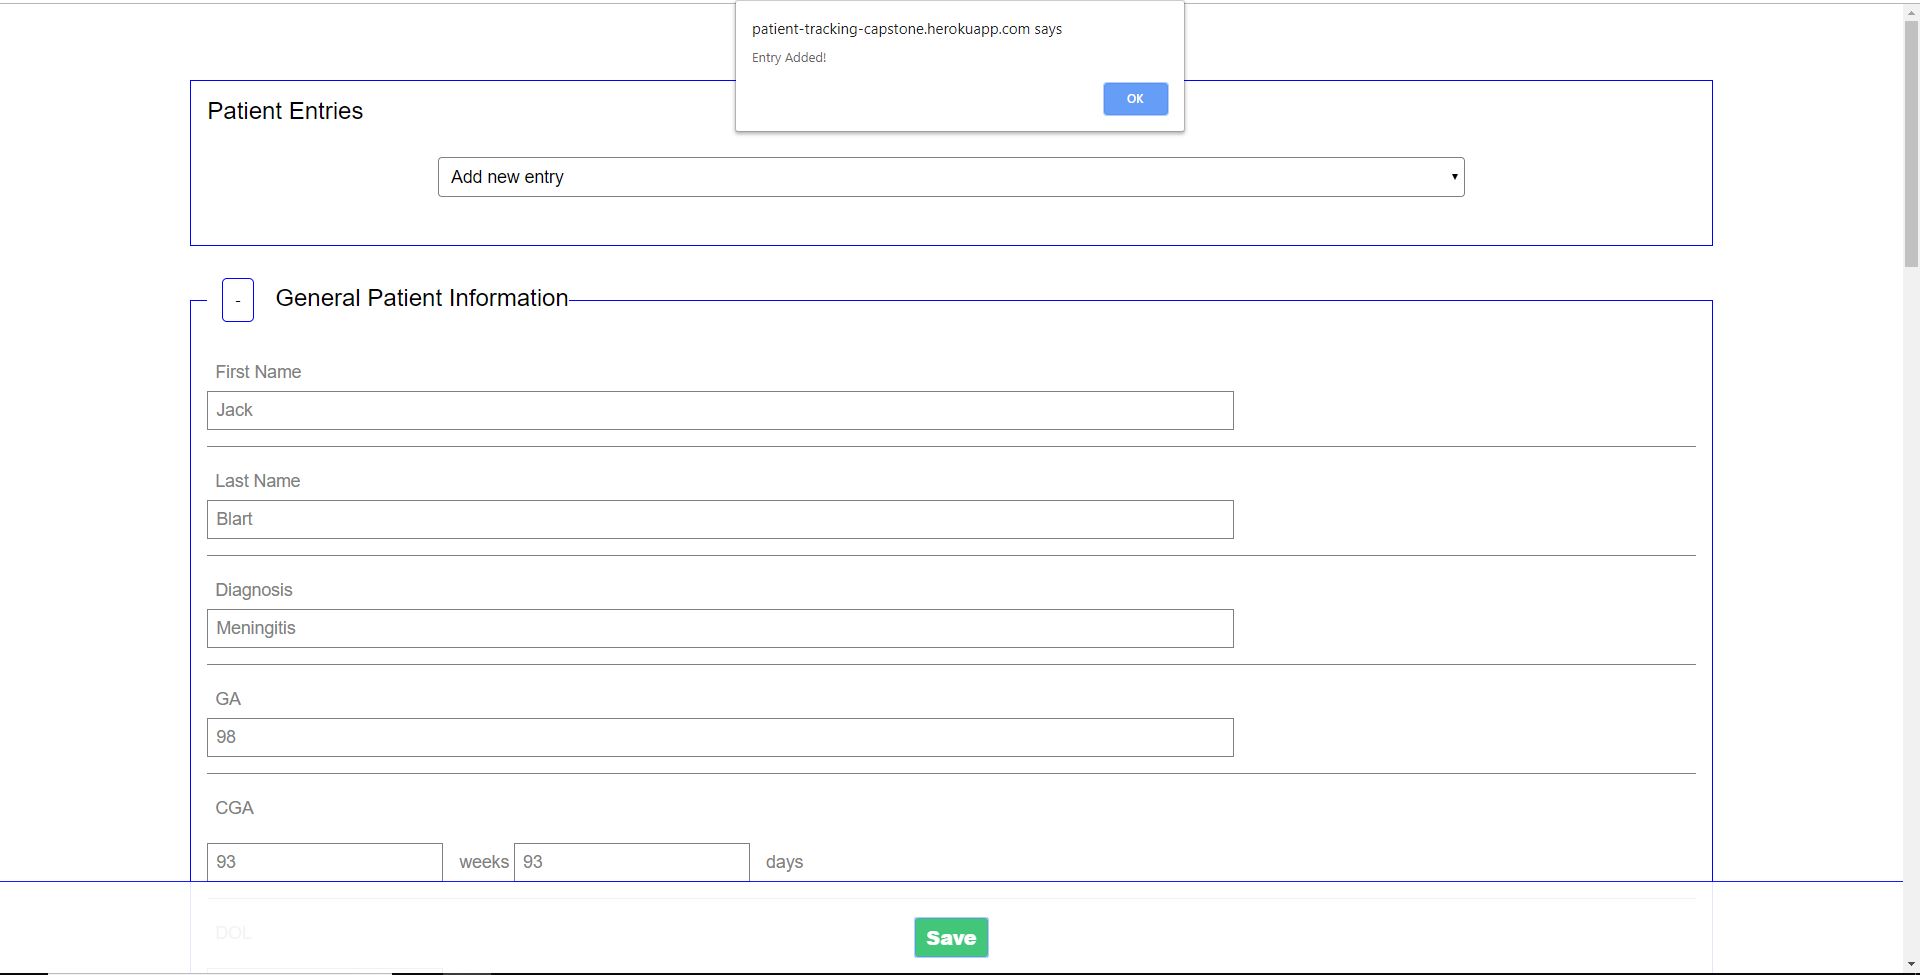 patient-tracking-capstone.herokuapp.com says
Entry Added!
OK
Patient Entries
Add new entry
- General Patient Information
First Name
Jack
Last Name
Blart
Diagnosis
Meningitis
GA
98
CGA
93 weeks 93 days
DOL
Save